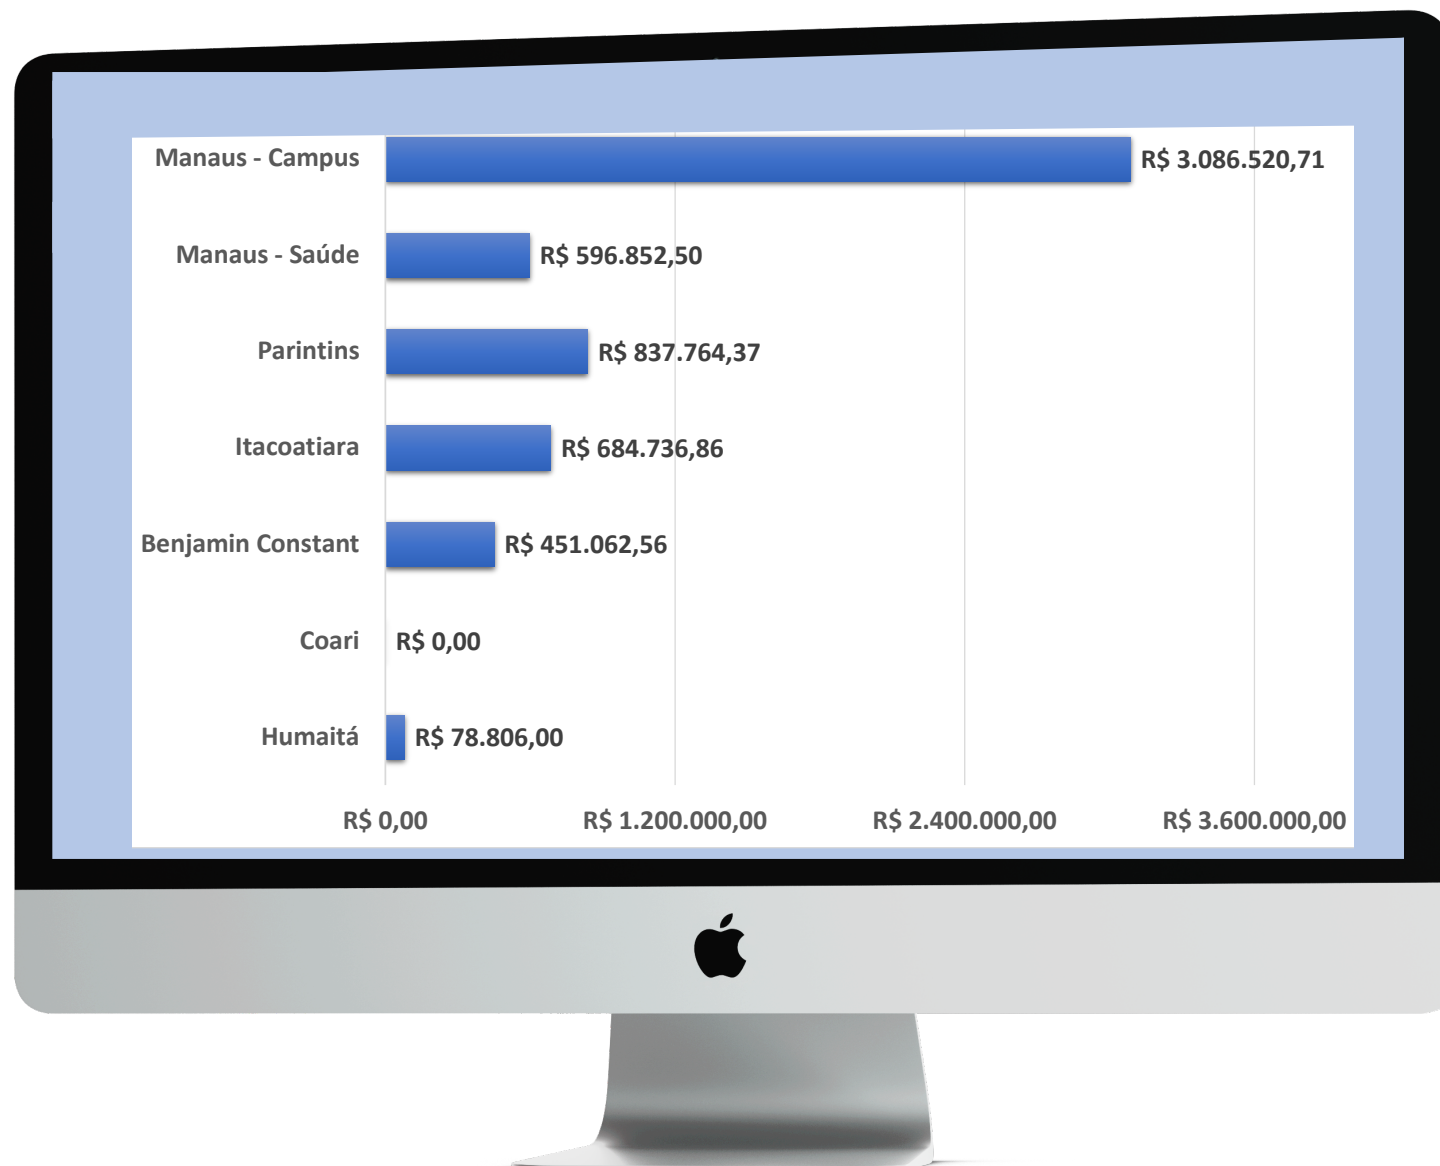 Manaus - Campus R$ 3.086.520,71
Manaus - Saúde R$ 596.852,50
Parintins R$ 837.764,37
Itacoatiara R$ 684.736,86
Benjamin Constant R$ 451.062,56
Coari R$ 0,00
Humaitá R$ 78.806,00
R$ 0,00 R$ 1.200.000,00 R$ 2.400.000,00 R$ 3.600.000,00